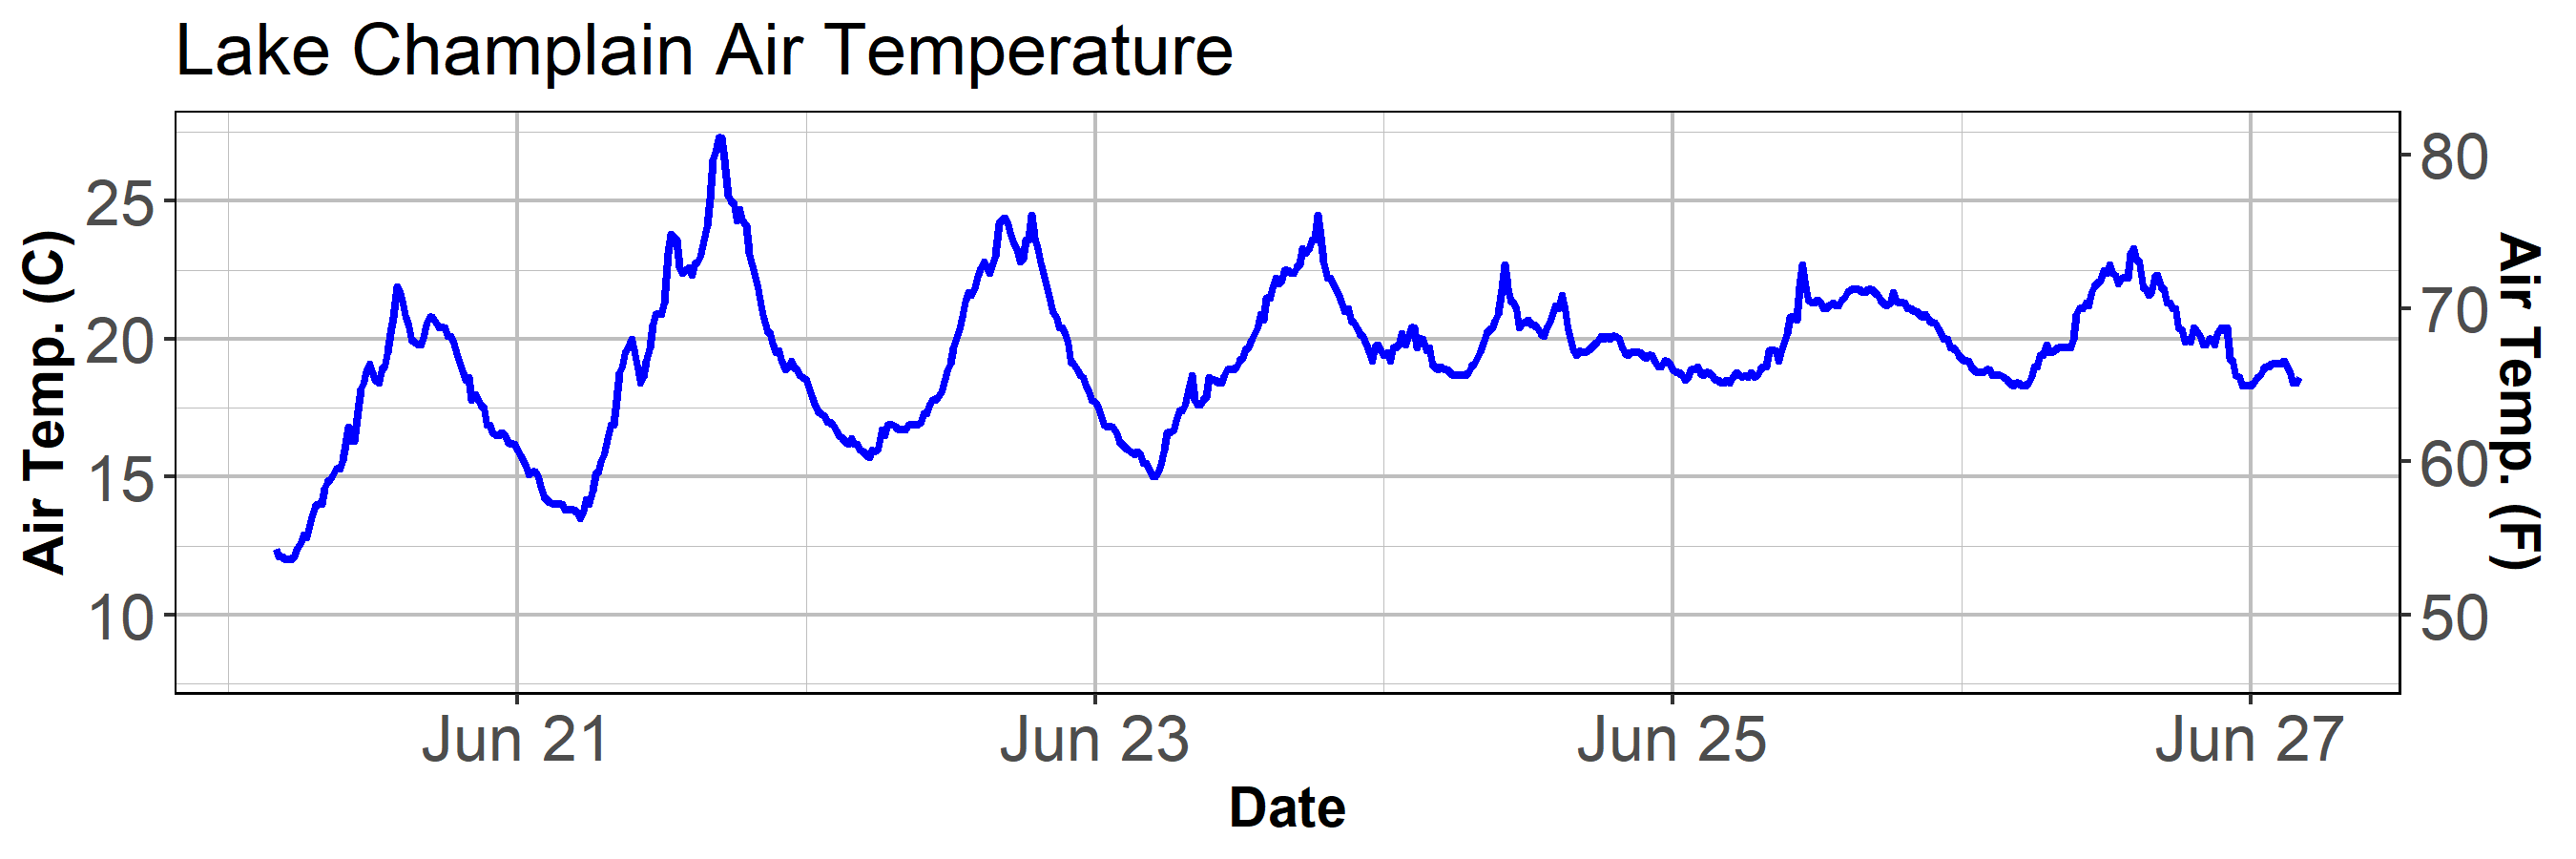 Lake Champlain Air Temperature
Air Temp. (C)
25
20
15
10
80
70
60
50
Air Temp. (F)
Jun 21 Jun 23 Jun 25 Jun 27
Date